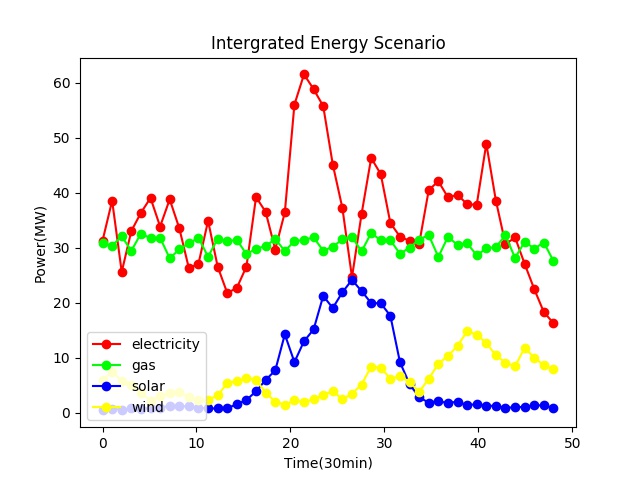 Intergrated Energy Scenario
Power(MW)
60
50
40
30
20
10
0
electricity
gas
solar
wind
0 10 20 30 40 50
Time(30min)